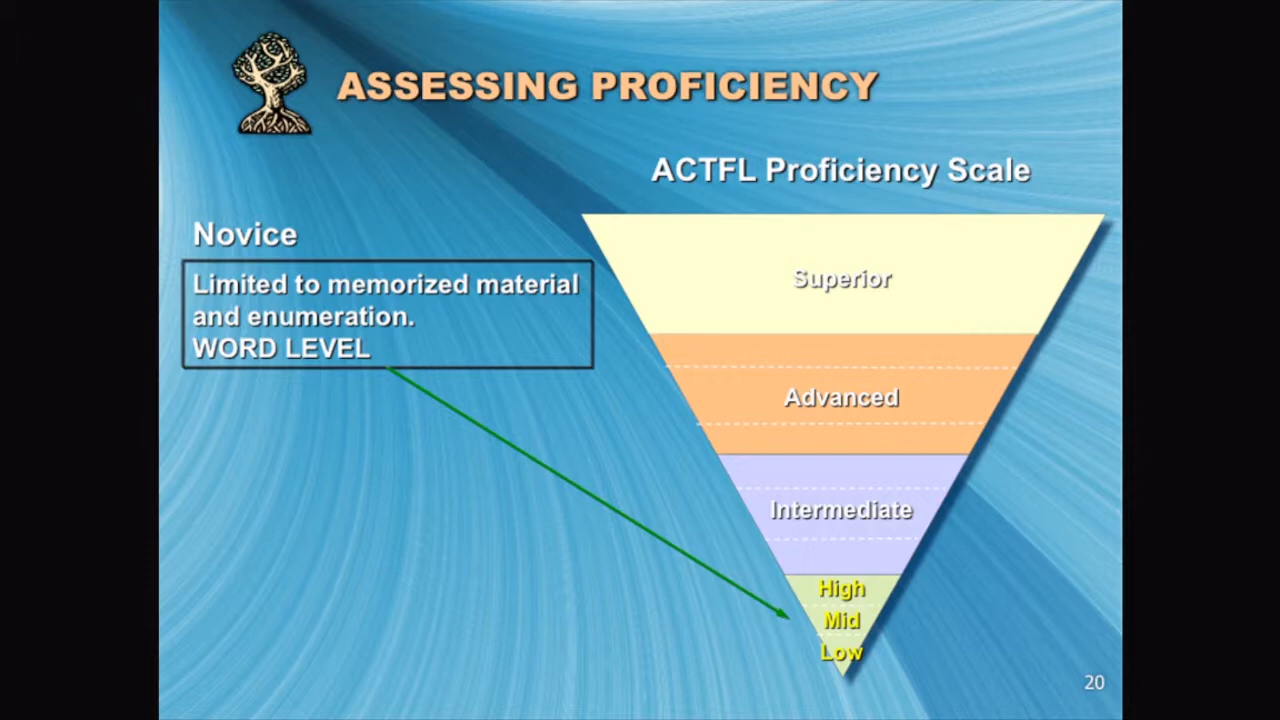 ASSESSING PROFICIENCY
ACTFL Proficiency Scale
Novice
Limited to memorized material
and enumeration.
WORD LEVEL
Superior
Advanced
Intermediate
High
Mid
Low
20